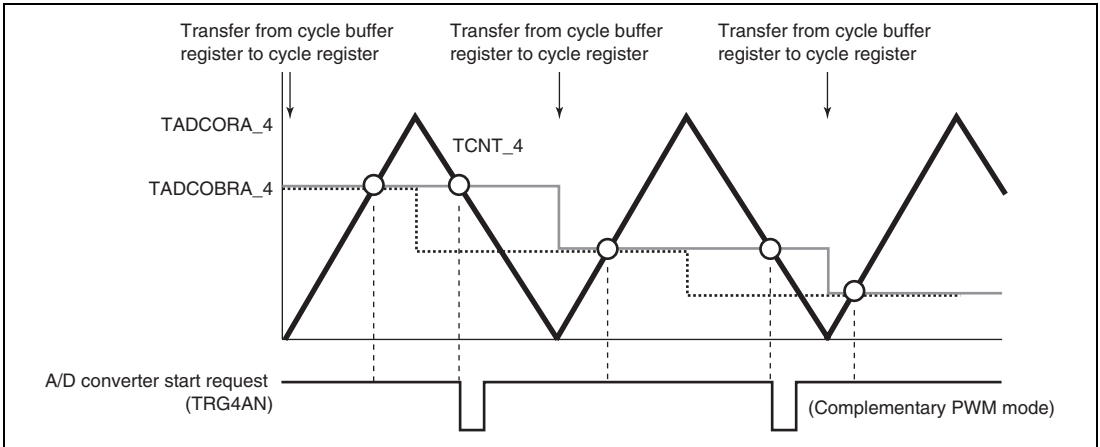 Transfer from cycle buffer
register to cycle register
Transfer from cycle buffer
register to cycle register
Transfer from cycle buffer
register to cycle register
TADCORA_4
TCNT_4
TADCOBRA_4
A/D converter start request
(TRG4AN)
(Complementary PWM mode)